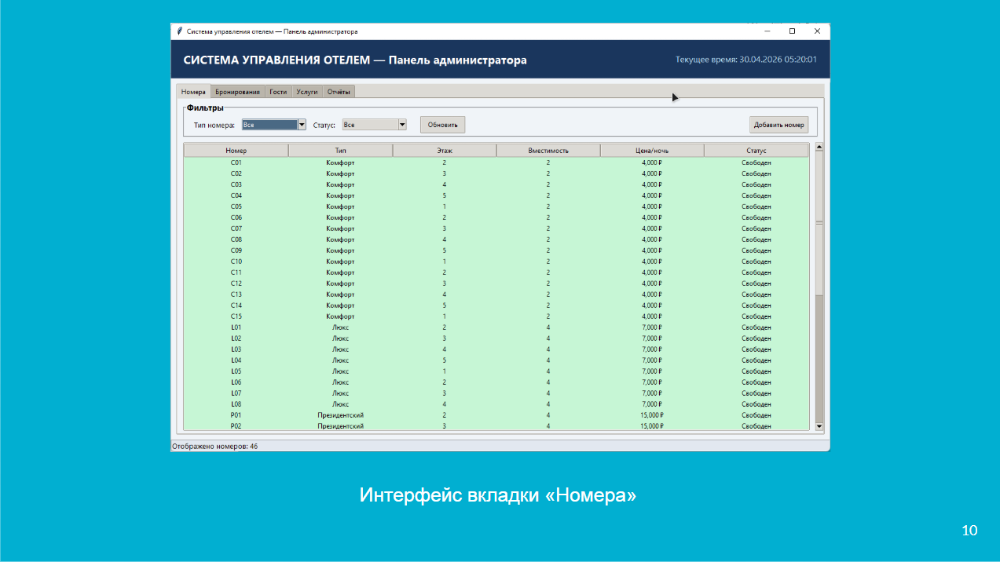 Система управления отелем — Панель администратора
СИСТЕМА УПРАВЛЕНИЯ ОТЕЛЕМ — Панель администратора
Текущее время: 30.04.2026 05:20:01
Номера Бронирования Гости Услуги Отчёты
Фильтры
Тип номера: Все Статус: Все Обновить Добавить номер
Номер Тип Этаж Вместимость Цена/ночь Статус
C01 Комфорт 2 2 4,000 ₽ Свободен
C02 Комфорт 3 2 4,000 ₽ Свободен
C03 Комфорт 4 2 4,000 ₽ Свободен
C04 Комфорт 5 2 4,000 ₽ Свободен
C05 Комфорт 1 2 4,000 ₽ Свободен
C06 Комфорт 2 2 4,000 ₽ Свободен
C07 Комфорт 3 2 4,000 ₽ Свободен
C08 Комфорт 4 2 4,000 ₽ Свободен
C09 Комфорт 5 2 4,000 ₽ Свободен
C10 Комфорт 1 2 4,000 ₽ Свободен
C11 Комфорт 2 2 4,000 ₽ Свободен
C12 Комфорт 3 2 4,000 ₽ Свободен
C13 Комфорт 4 2 4,000 ₽ Свободен
C14 Комфорт 5 2 4,000 ₽ Свободен
C15 Комфорт 1 2 4,000 ₽ Свободен
L01 Люкс 2 4 7,000 ₽ Свободен
L02 Люкс 3 4 7,000 ₽ Свободен
L03 Люкс 4 4 7,000 ₽ Свободен
L04 Люкс 5 4 7,000 ₽ Свободен
L05 Люкс 1 4 7,000 ₽ Свободен
L06 Люкс 2 4 7,000 ₽ Свободен
L07 Люкс 3 4 7,000 ₽ Свободен
L08 Люкс 4 4 7,000 ₽ Свободен
P01 Президентский 2 4 15,000 ₽ Свободен
P02 Президентский 3 4 15,000 ₽ Свободен
Отображено номеров: 46
Интерфейс вкладки «Номера»
10